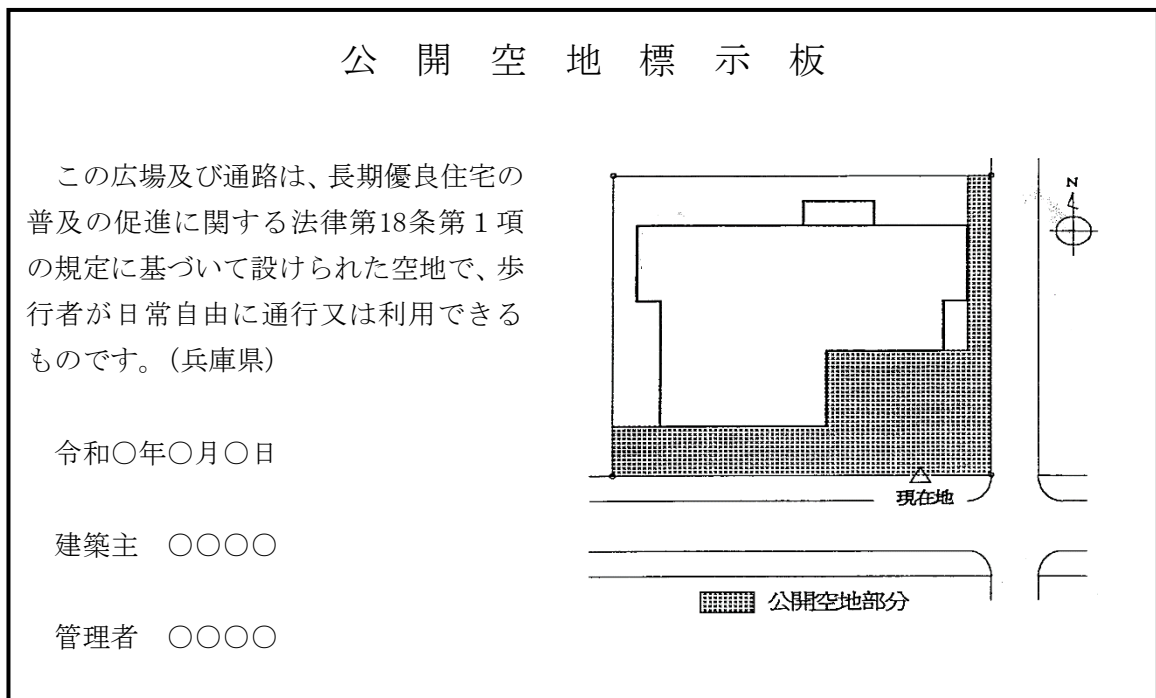 公開空地標示板
この広場及び通路は、長期優良住宅の
普及の促進に関する法律第18条第１項
の規定に基づいて設けられた空地で、歩
行者が日常自由に通行又は利用できる
ものです。（兵庫県）
令和○年○月○日
建築主　○○○○
管理者　○○○○
N
現在地
公開空地部分